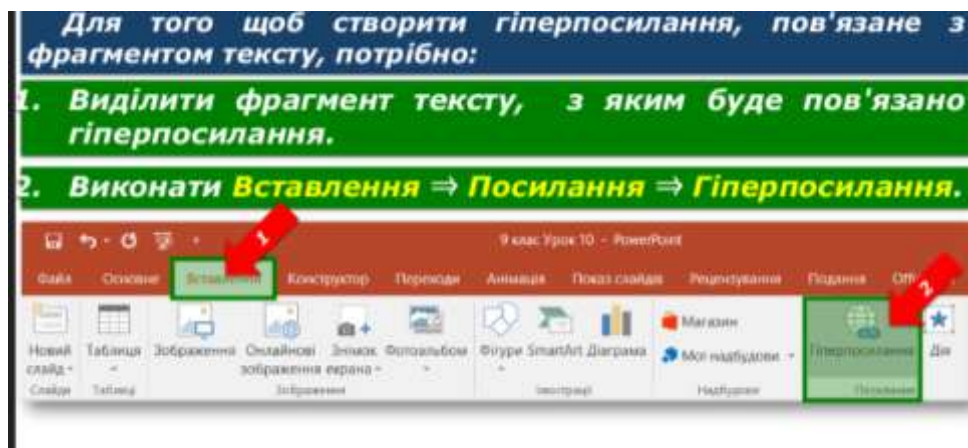 Для того щоб створити гіперпосилання, пов'язане з
фрагментом тексту, потрібно:
1. Виділити фрагмент тексту, з яким буде пов'язано
гіперпосилання.
2. Виконати Вставлення ⇒ Посилання ⇒ Гіперпосилання.
9 клас Урок 10 - PowerPoint
1
Файл Основне Вставлення Конструктор Переходи Анімація Показ слайдів Рецензування Подання
2
Новий Таблиця Зображення Онлайнові Знімок Фотоальбом Фігури SmartArt Діаграма Магазин Гіперпосилання Дія
слайд зображення екрана Мої надбудови
Слайди Таблиці Зображення Ілюстрації Надбудови Посилання